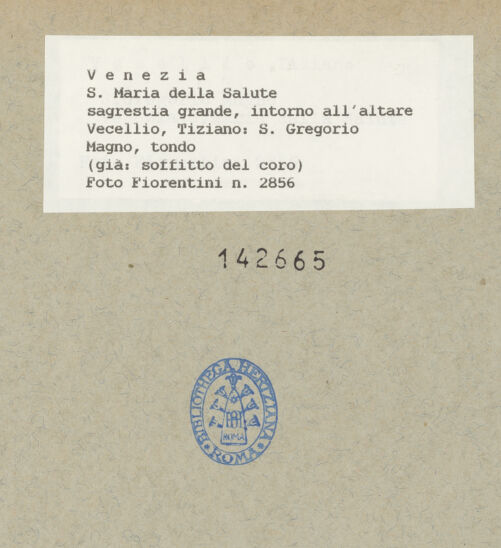 V e n e z i a
S. Maria della Salute
sagrestia grande, intorno all'altare
Vecellio, Tiziano: S. Gregorio
Magno, tondo
(già: soffitto del coro)
Foto Fiorentini n. 2856
142665
BIBLIOTHECA HERTZIANA
ROMA
ROMA